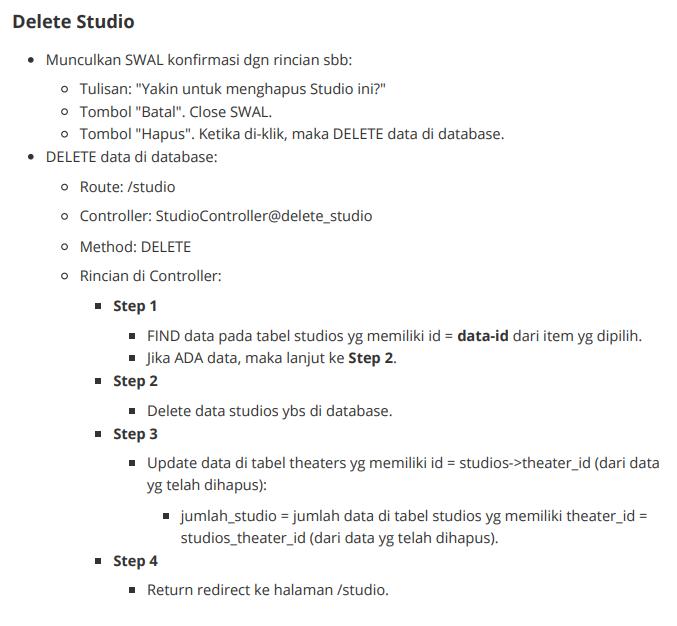 Delete Studio
Munculkan SWAL konfirmasi dgn rincian sbb:
Tulisan: "Yakin untuk menghapus Studio ini?"
Tombol "Batal". Close SWAL.
Tombol "Hapus". Ketika di-klik, maka DELETE data di database.
DELETE data di database:
Route: /studio
Controller: StudioController@delete_studio
Method: DELETE
Rincian di Controller:
Step 1
FIND data pada tabel studios yg memiliki id = data-id dari item yg dipilih.
Jika ADA data, maka lanjut ke Step 2.
Step 2
Delete data studios ybs di database.
Step 3
Update data di tabel theaters yg memiliki id = studios->theater_id (dari data
yg telah dihapus):
jumlah_studio = jumlah data di tabel studios yg memiliki theater_id =
studios_theater_id (dari data yg telah dihapus).
Step 4
Return redirect ke halaman /studio.